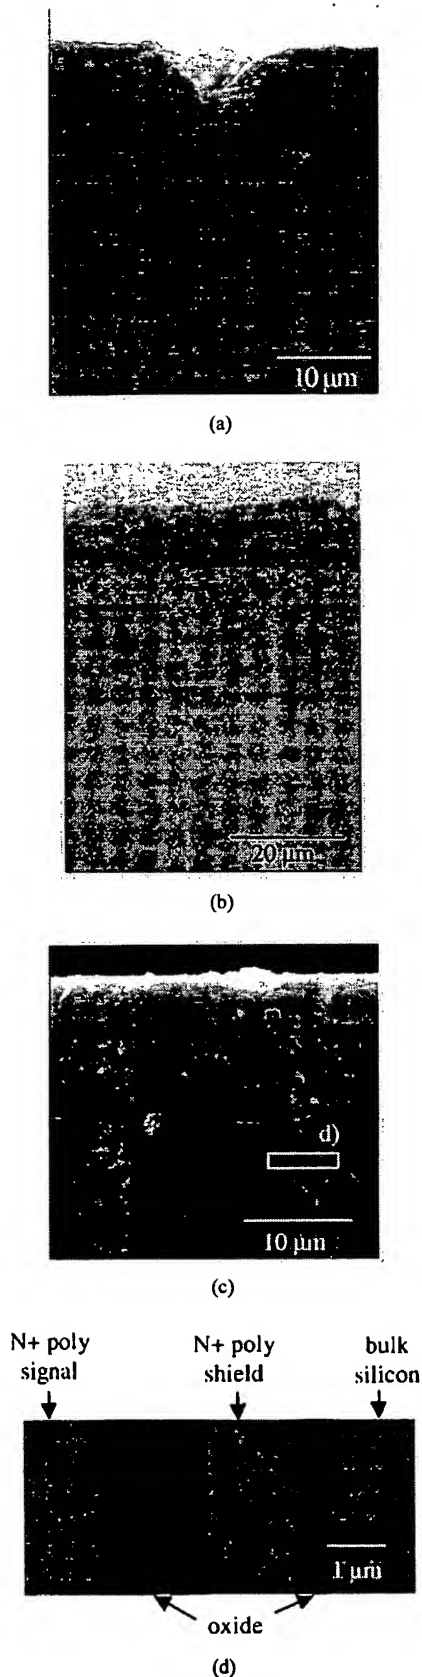 10 µm
(a)
20 µm
(b)
d)
10 µm
(c)
N+ poly signal
N+ poly shield
bulk silicon
1 µm
oxide
(d)